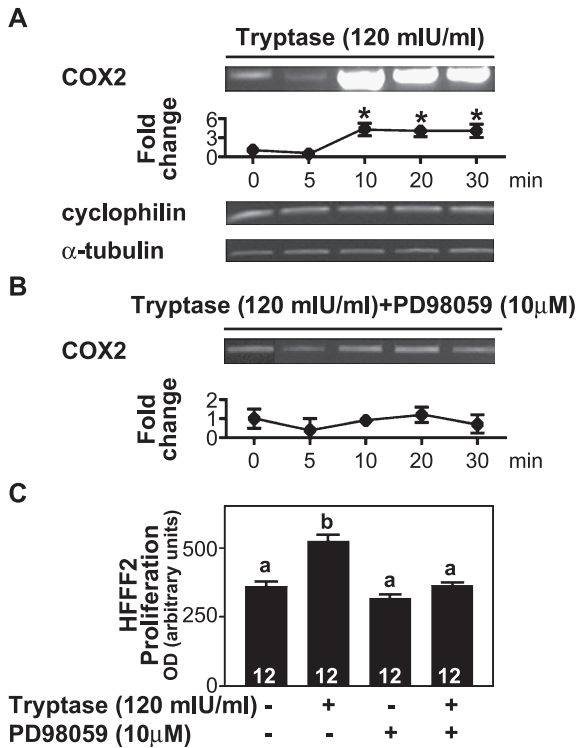 A
Tryptase (120 mIU/ml)
COX2
Fold change
6
3
0
* * *
0 5 10 20 30 min
cyclophilin
α-tubulin
B
Tryptase (120 mIU/ml)+PD98059 (10μM)
COX2
Fold change
2
1
0
0 5 10 20 30 min
C
HFFF2
Proliferation
OD (arbitrary units)
500
250
0
a b a a
12 12 12 12
Tryptase (120 mIU/ml) - + - +
PD98059 (10μM) - - + +